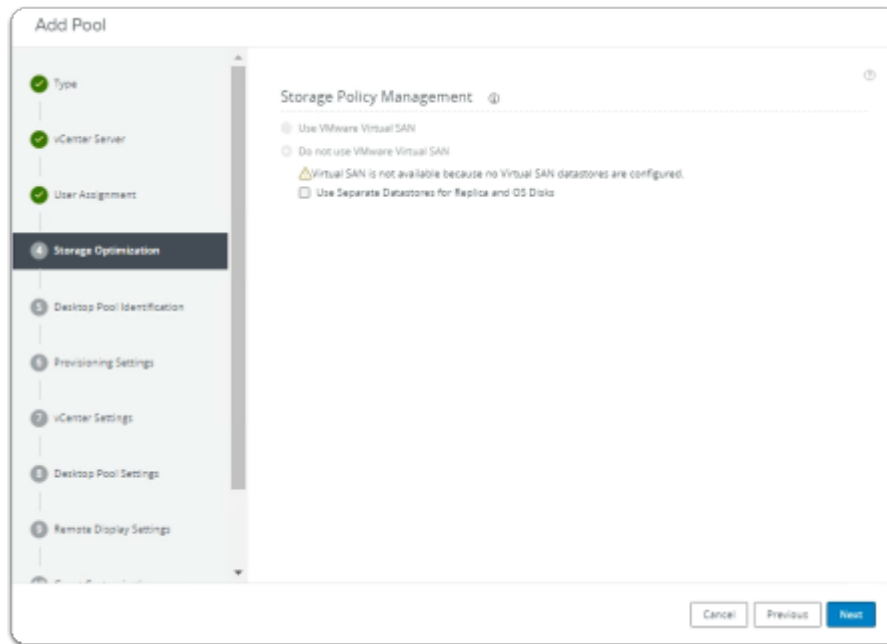 Add Pool
Type
vCenter Server
User Assignment
4 Storage Optimization
5 Desktop Pool Identification
6 Provisioning Settings
7 vCenter Settings
8 Desktop Pool Settings
9 Remote Display Settings
Storage Policy Management
Use VMware Virtual SAN
Do not use VMware Virtual SAN
Virtual SAN is not available because no Virtual SAN datastores are configured.
Use Separate Datastores for Replica and OS Disks
Cancel Previous Next